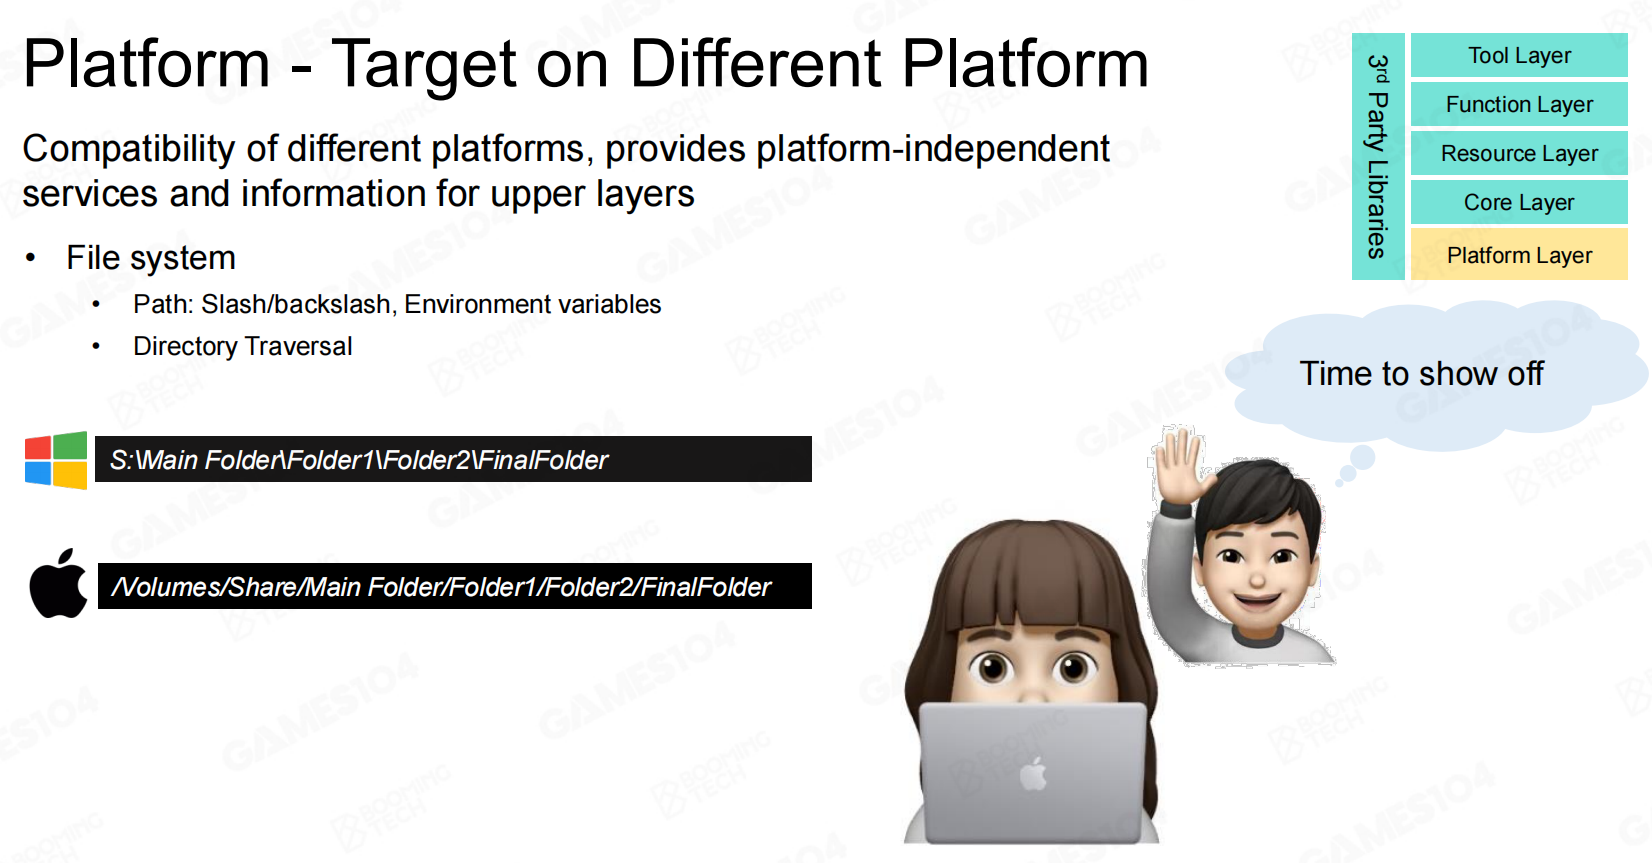 Platform - Target on Different Platform
Compatibility of different platforms, provides platform-independent
services and information for upper layers
• File system
• Path: Slash/backslash, Environment variables
• Directory Traversal
S:\Main Folder\Folder1\Folder2\FinalFolder
/Volumes/Share/Main Folder/Folder1/Folder2/FinalFolder
3rd Party Libraries
Tool Layer
Function Layer
Resource Layer
Core Layer
Platform Layer
Time to show off
GAMES104
BOOMING
TECH